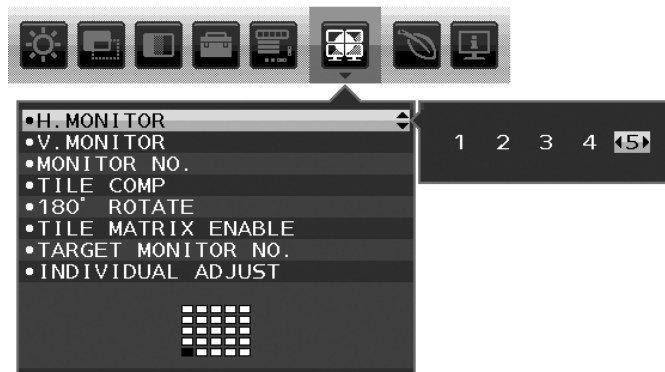 •H.MONITOR
1 2 3 4 5
•V.MONITOR
•MONITOR NO.
•TILE COMP
•180° ROTATE
•TILE MATRIX ENABLE
•TARGET MONITOR NO.
•INDIVIDUAL ADJUST